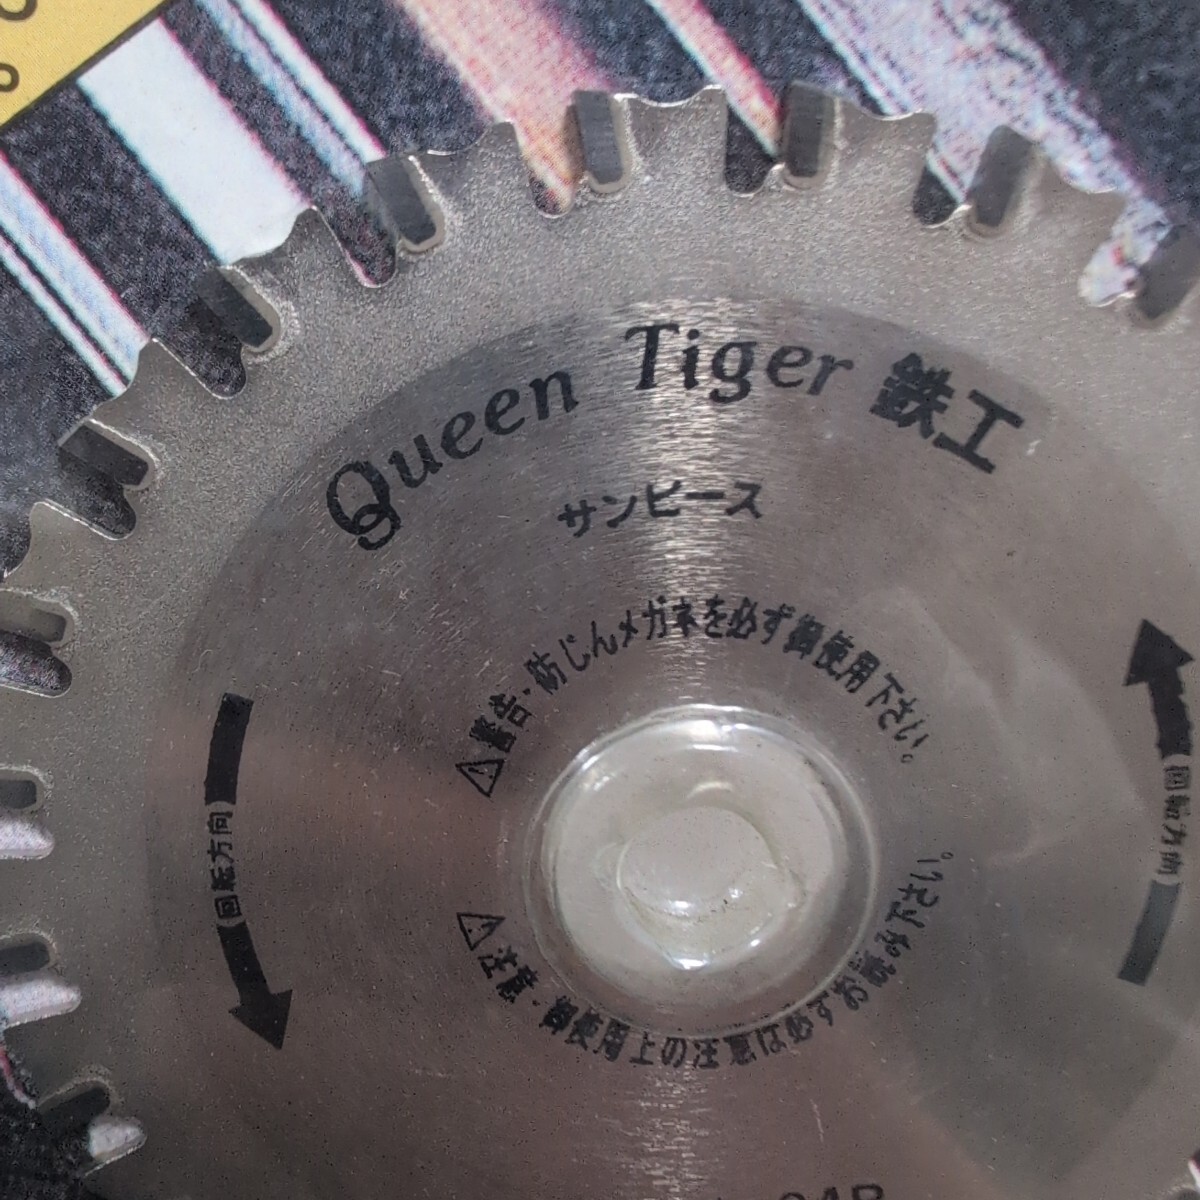 Queen Tiger 鉄工
サンピース
⚠警告・防じんメガネを必ず御使用下さい。
(回転方向)
(回転方向)
⚠注意・御使用上の注意は必ずお読み下さい。